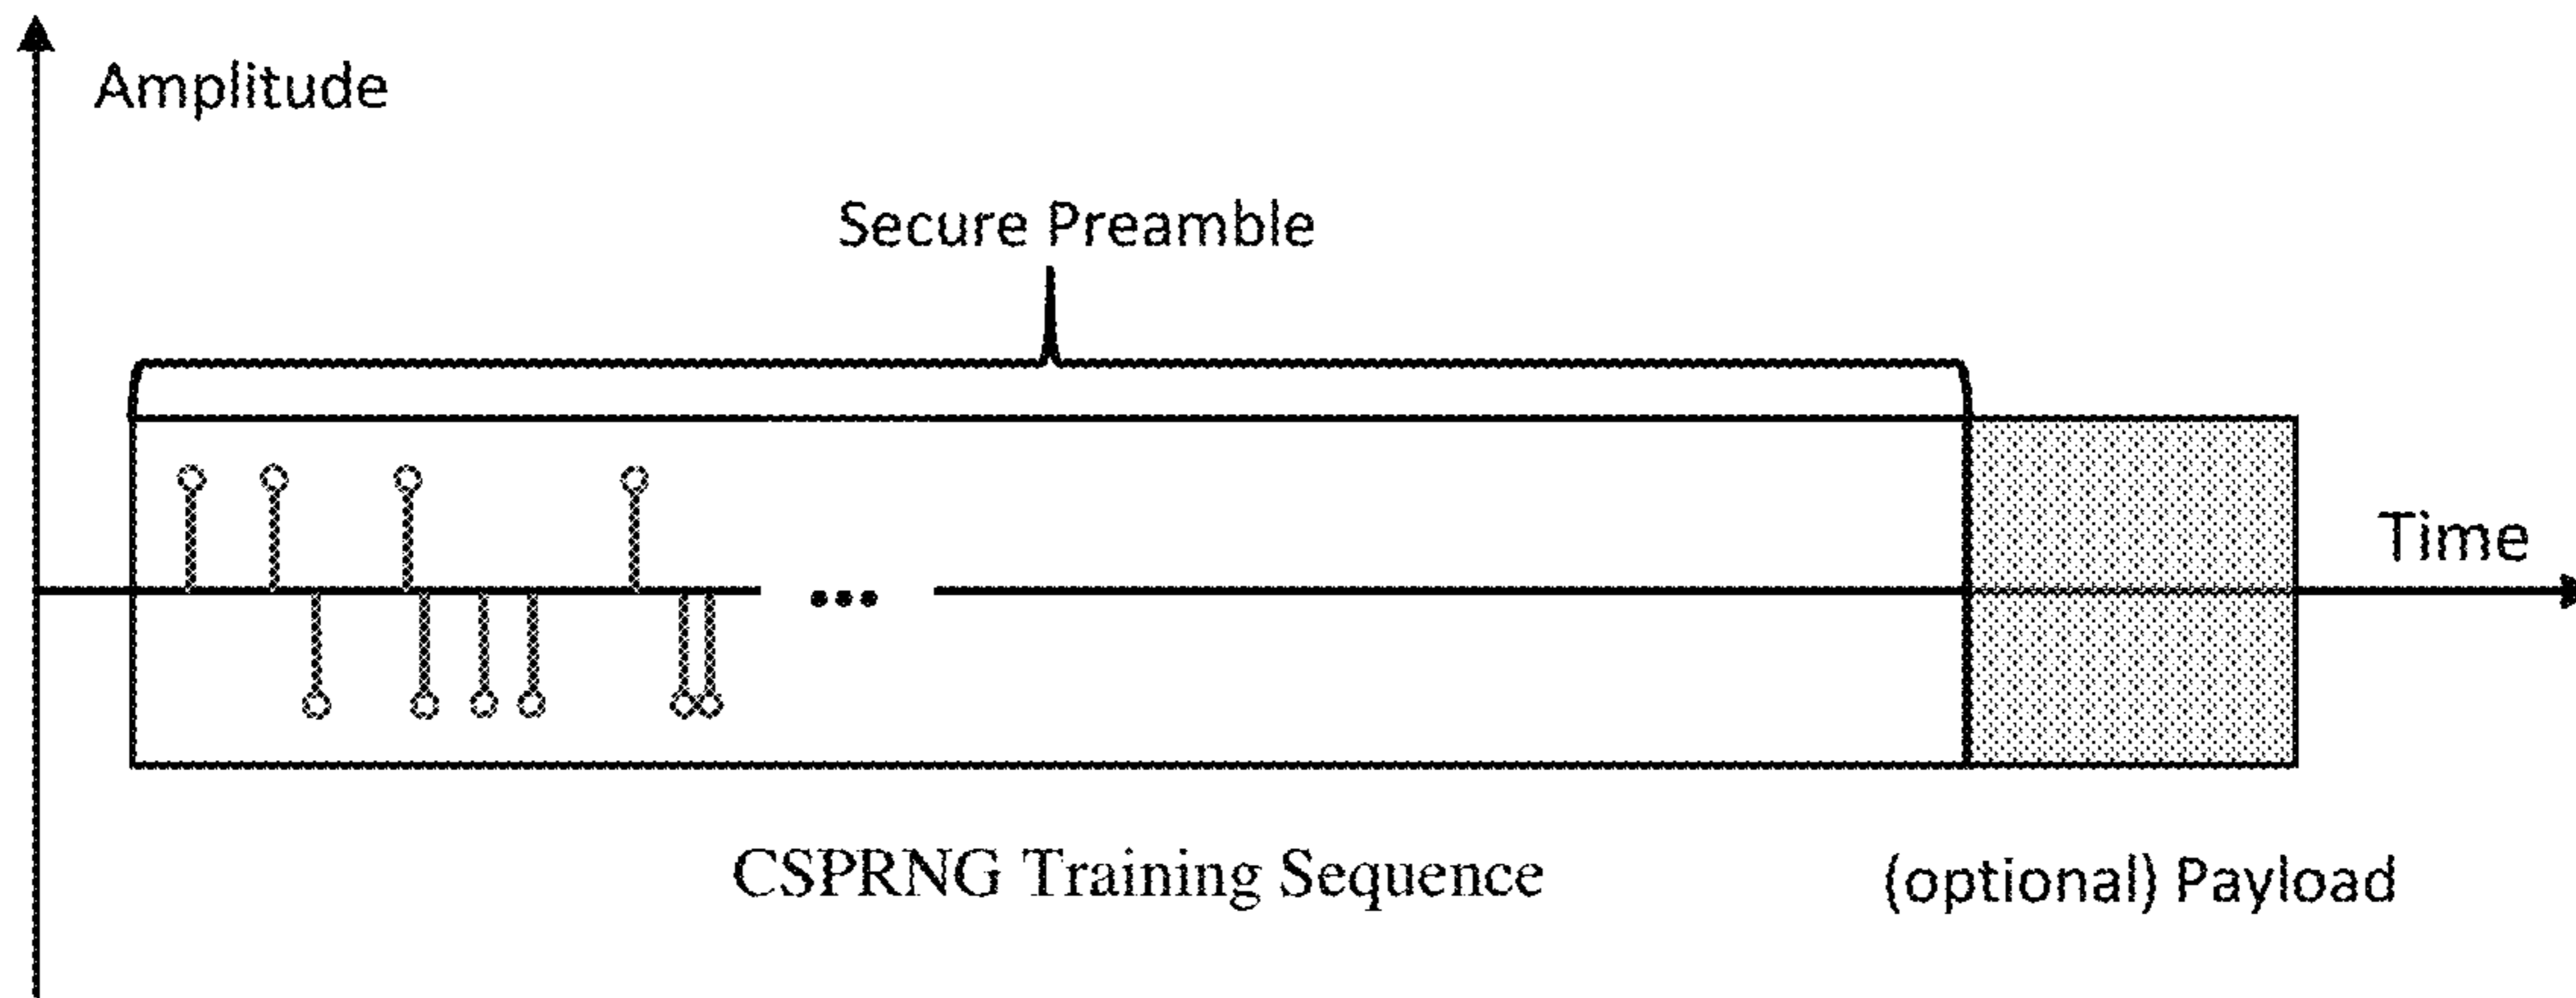 Amplitude
Secure Preamble
•••
Time
CSPRNG Training Sequence
(optional) Payload